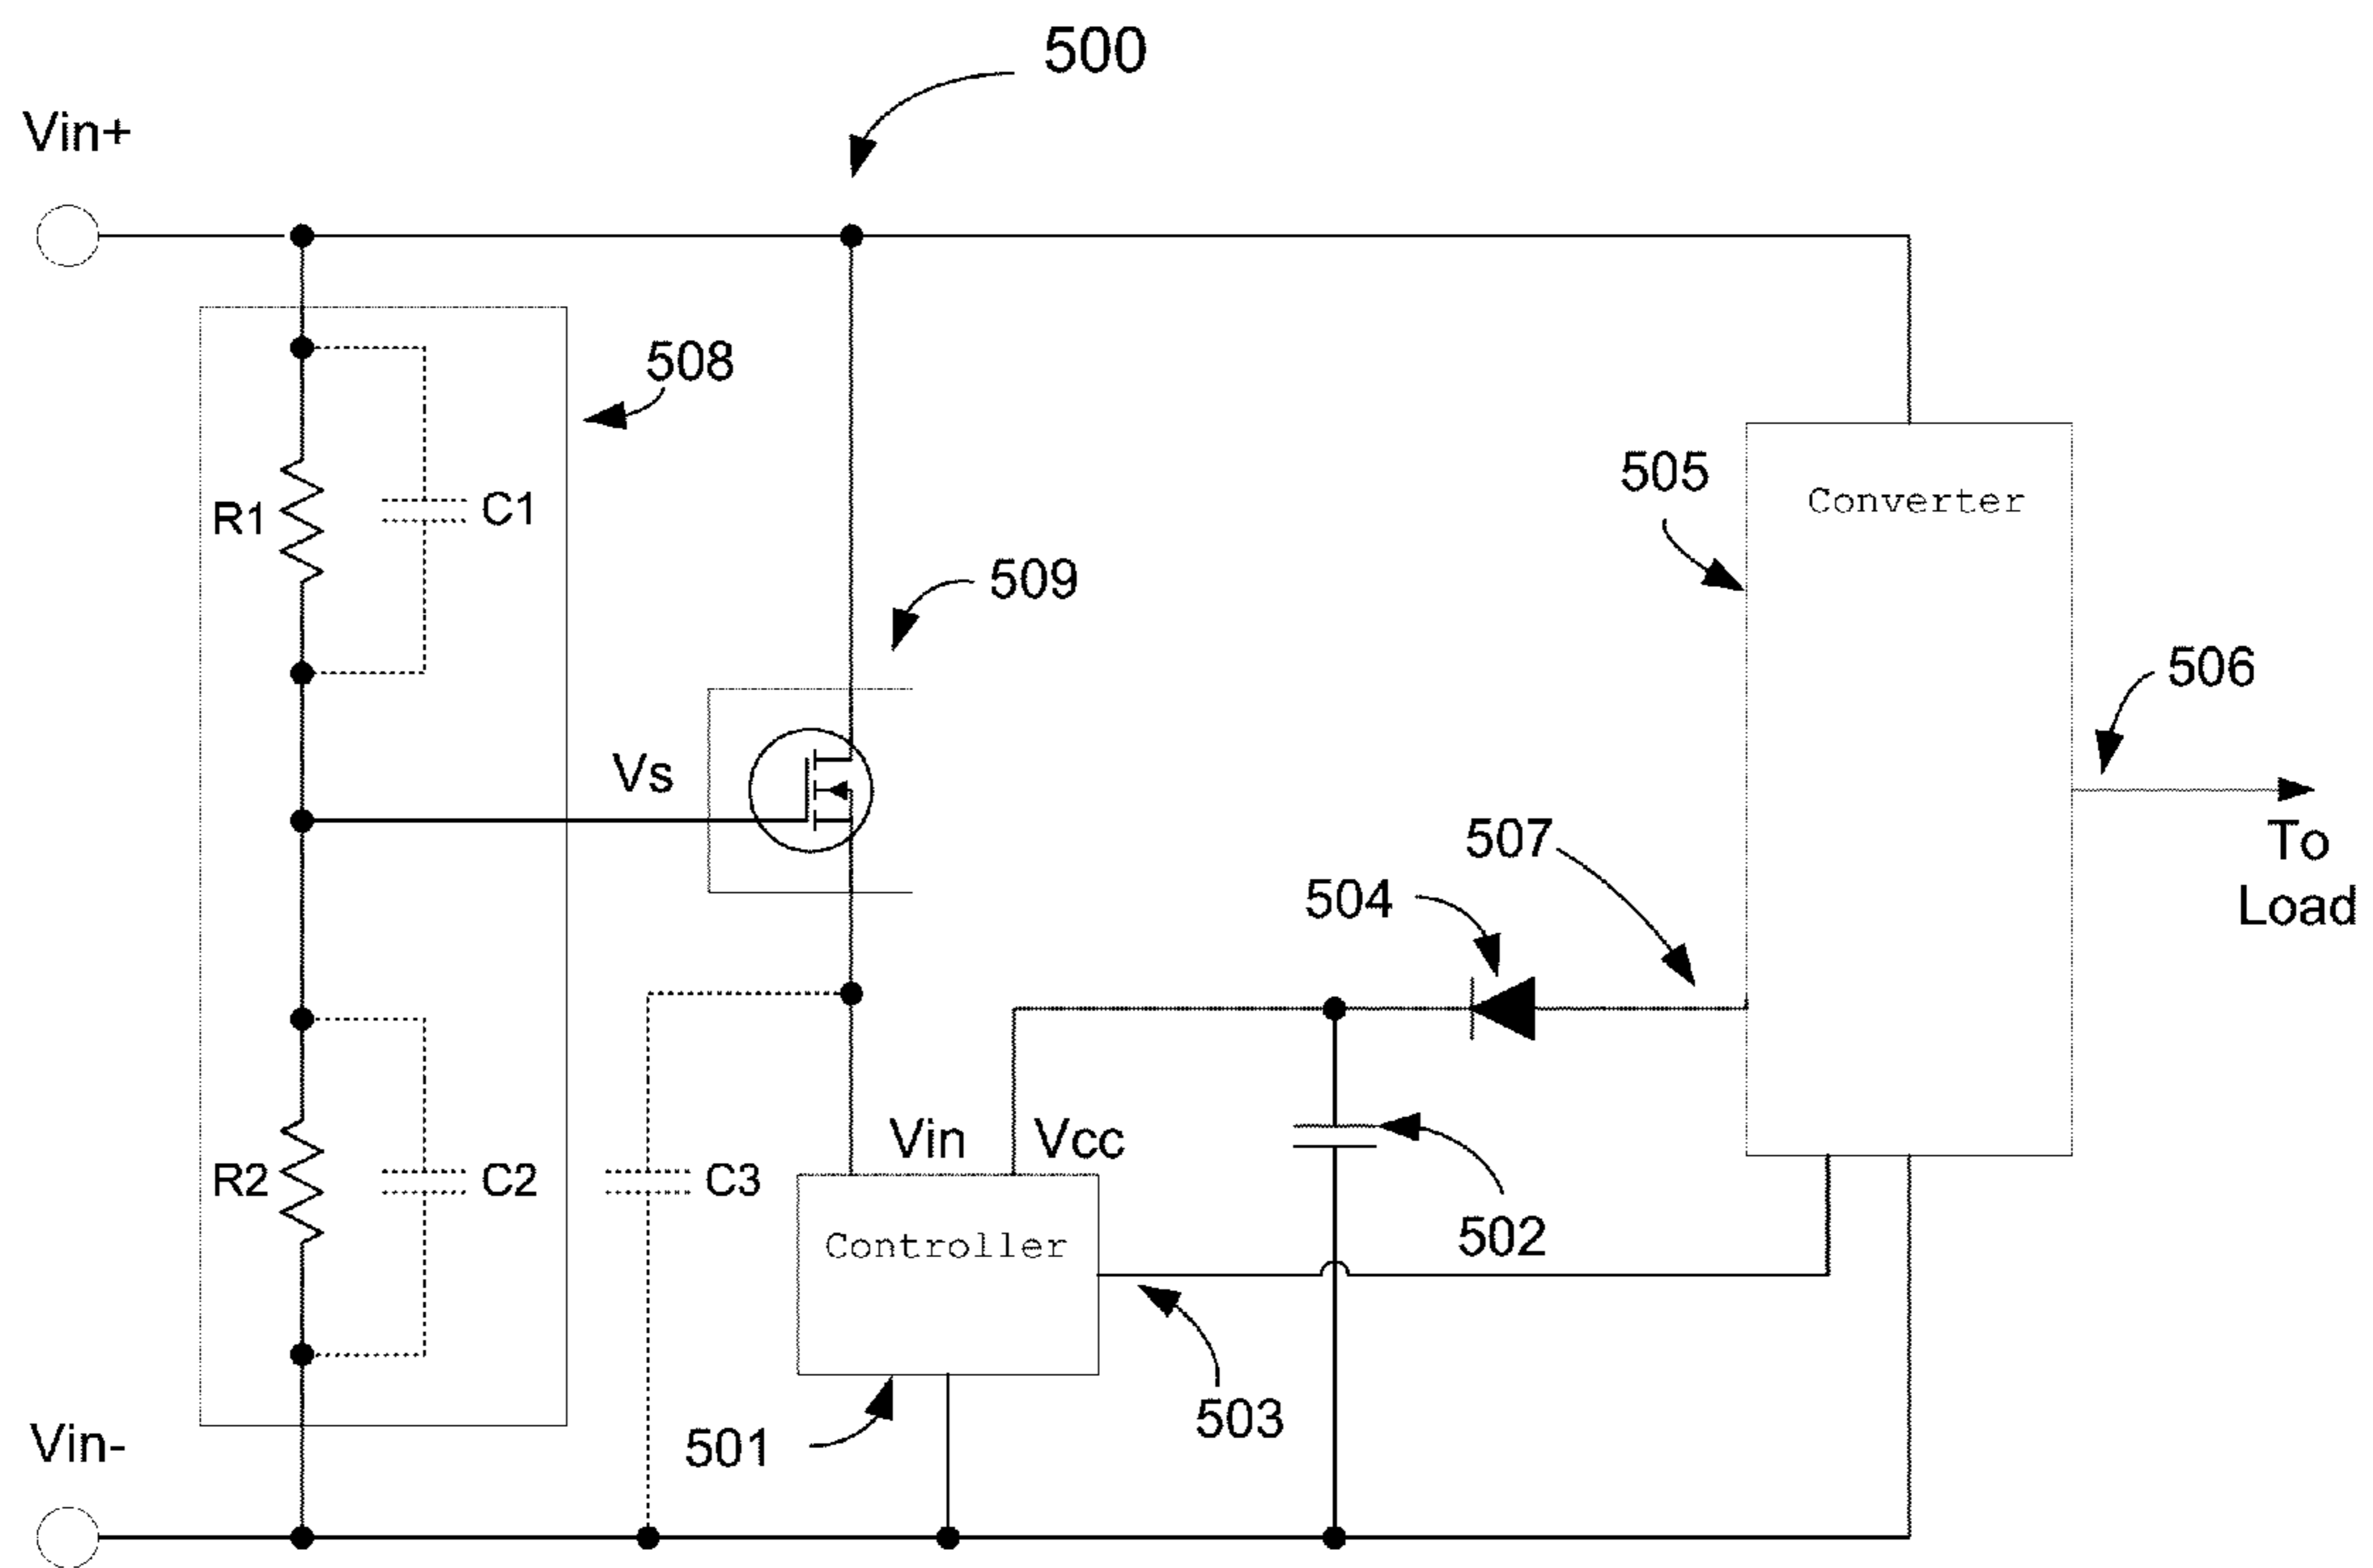 500
Vin+
508
505
Converter
R1
C1
509
506
Vs
507
To
Load
504
Vin
Vcc
R2
C2
C3
502
Controller
503
Vin-
501